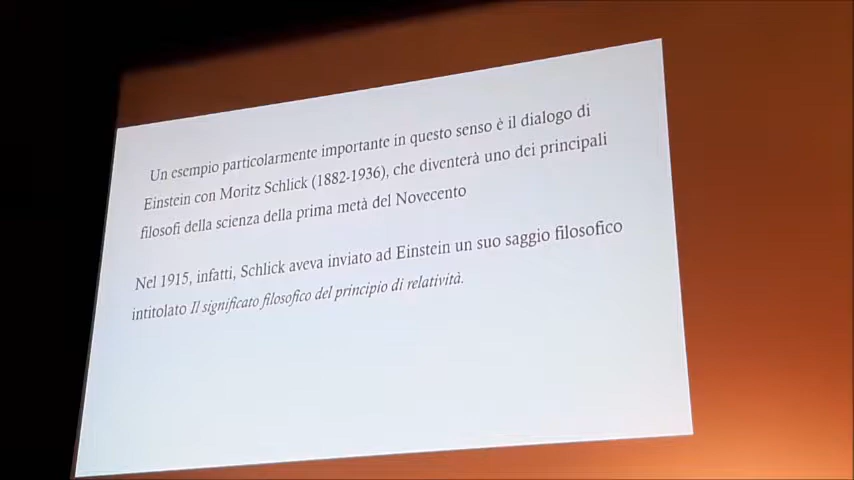 Un esempio particolarmente importante in questo senso è il dialogo di
Einstein con Moritz Schlick (1882-1936), che diventerà uno dei principali
filosofi della scienza della prima metà del Novecento
Nel 1915, infatti, Schlick aveva inviato ad Einstein un suo saggio filosofico
intitolato Il significato filosofico del principio di relatività.